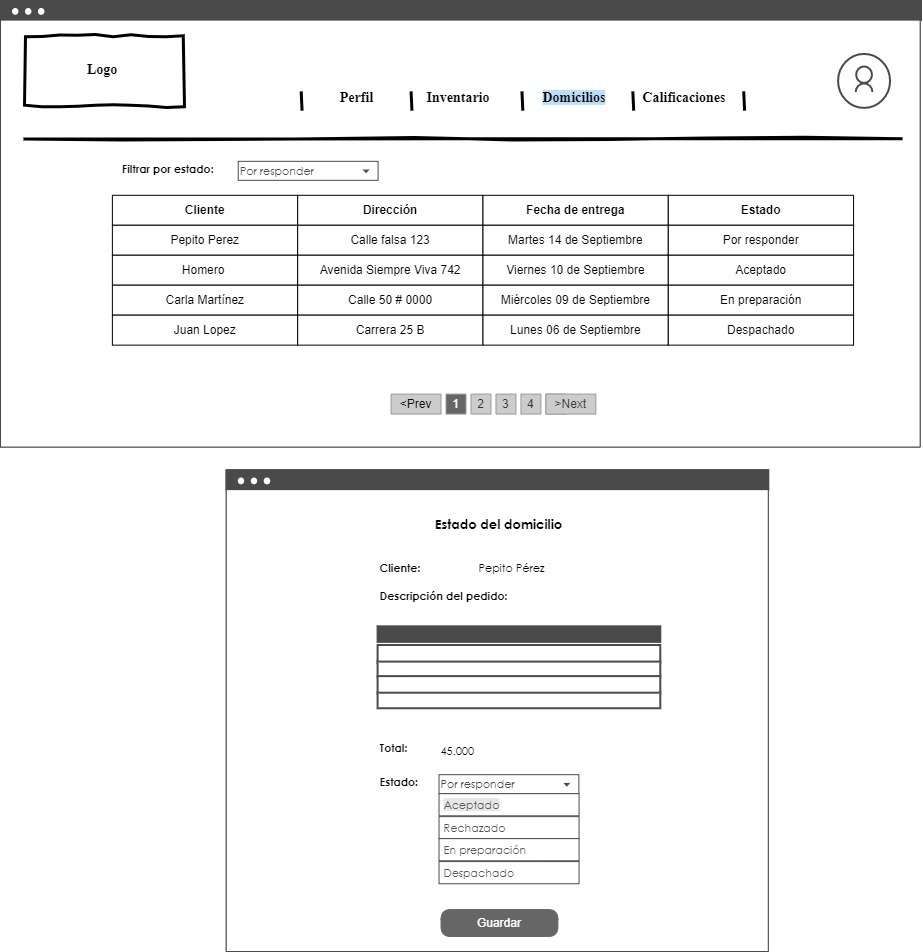 Logo
Perfil Inventario Domicilios Calificaciones
Filtrar por estado: Por responder
Cliente Dirección Fecha de entrega Estado
Pepito Perez Calle falsa 123 Martes 14 de Septiembre Por responder
Homero Avenida Siempre Viva 742 Viernes 10 de Septiembre Aceptado
Carla Martínez Calle 50 # 0000 Miércoles 09 de Septiembre En preparación
Juan Lopez Carrera 25 B Lunes 06 de Septiembre Despachado
<Prev 1 2 3 4 >Next
Estado del domicilio
Cliente: Pepito Pérez
Descripción del pedido:
Total: 45.000
Estado: Por responder
Aceptado
Rechazado
En preparación
Despachado
Guardar